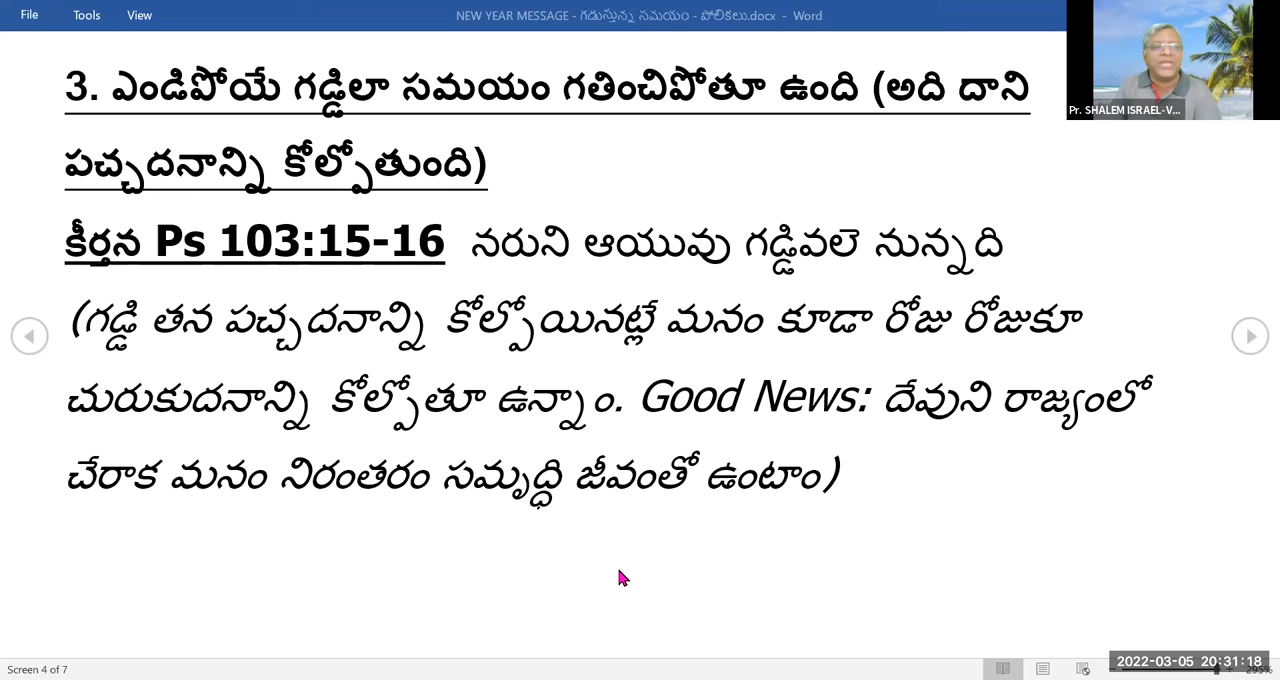 File Tools View NEW YEAR MESSAGE - గడుస్తున్న సమయం - పోలికలు.docx - Word
Pr. SHALEM ISRAEL-V...
3. ఎండిపోయే గడ్డిలా సమయం గతించిపోతూ ఉంది (అది దాని
పచ్చదనాన్ని కోల్పోతుంది)
కీర్తన Ps 103:15-16 నరుని ఆయువు గడ్డివలె నున్నది
(గడ్డి తన పచ్చదనాన్ని కోల్పోయినట్లే మనం కూడా రోజు రోజుకూ
చురుకుదనాన్ని కోల్పోతూ ఉన్నాం. Good News: దేవుని రాజ్యంలో
చేరాక మనం నిరంతరం సమృద్ధి జీవంతో ఉంటాం)
Screen 4 of 7
2022-03-05 20:31:18
295%